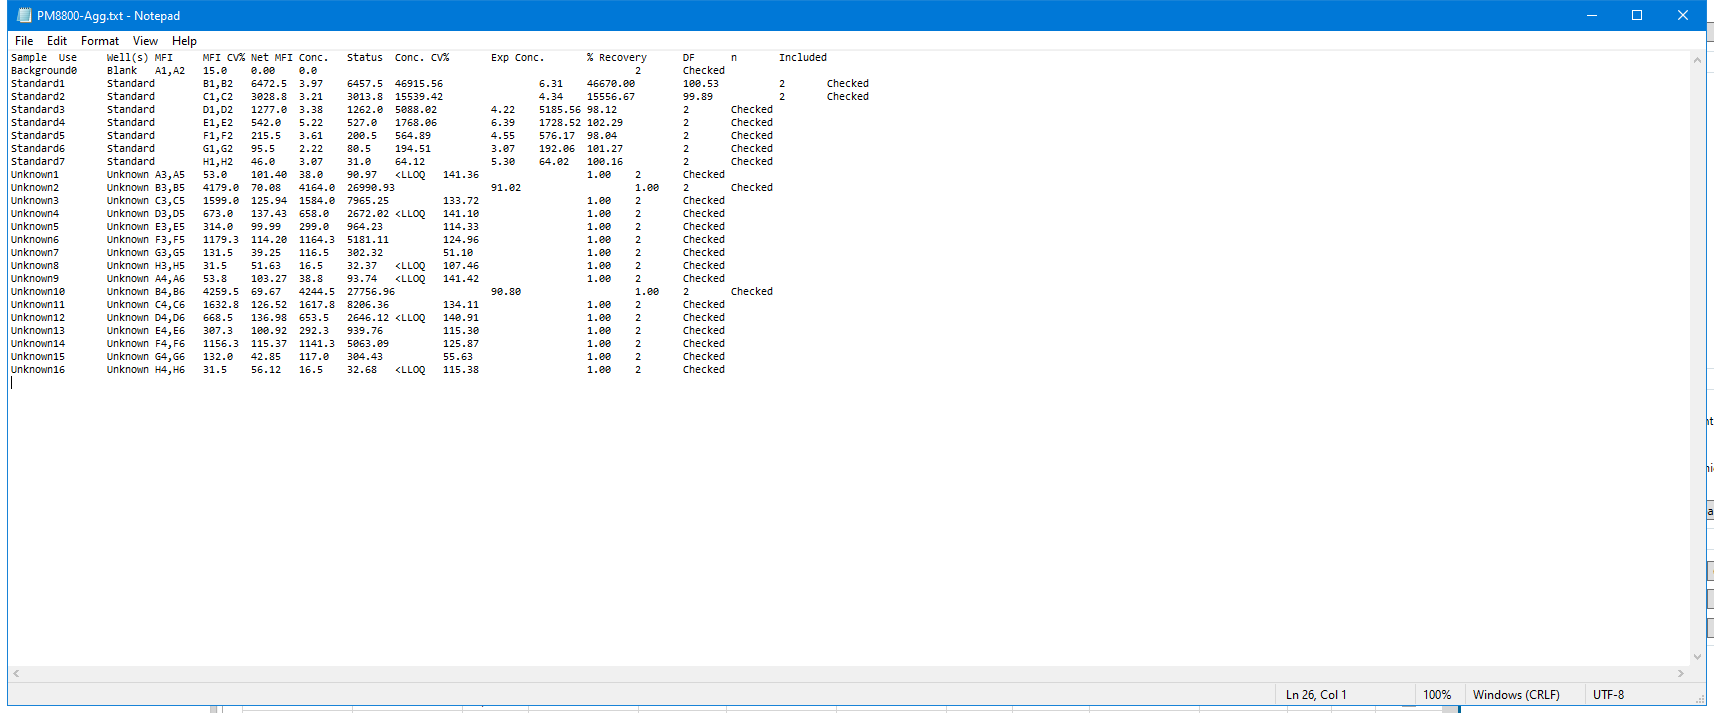 PM8800-Agg.txt - Notepad
File Edit Format View Help
Sample Use Well(s) MFI MFI CV% Net MFI Conc. Status Conc. CV% Exp Conc. % Recovery DF n Included
Background0 Blank A1,A2 15.0 0.00 0.0 2 Checked
Standard1 Standard B1,B2 6472.5 3.97 6457.5 46915.56 6.31 46670.00 100.53 2 Checked
Standard2 Standard C1,C2 3028.8 3.21 3013.8 15539.42 4.34 15556.67 99.89 2 Checked
Standard3 Standard D1,D2 1277.0 3.38 1262.0 5088.02 4.22 5185.56 98.12 2 Checked
Standard4 Standard E1,E2 542.0 5.22 527.0 1768.06 6.39 1728.52 102.29 2 Checked
Standard5 Standard F1,F2 215.5 3.61 200.5 564.89 4.55 576.17 98.04 2 Checked
Standard6 Standard G1,G2 95.5 2.22 80.5 194.51 3.07 192.06 101.27 2 Checked
Standard7 Standard H1,H2 46.0 3.07 31.0 64.12 5.30 64.02 100.16 2 Checked
Unknown1 Unknown A3,A5 53.0 101.40 38.0 90.97 <LLOQ 141.36 1.00 2 Checked
Unknown2 Unknown B3,B5 4179.0 70.08 4164.0 26990.93 91.02 1.00 2 Checked
Unknown3 Unknown C3,C5 1599.0 125.94 1584.0 7965.25 133.72 1.00 2 Checked
Unknown4 Unknown D3,D5 673.0 137.43 658.0 2672.02 <LLOQ 141.10 1.00 2 Checked
Unknown5 Unknown E3,E5 314.0 99.99 299.0 964.23 114.33 1.00 2 Checked
Unknown6 Unknown F3,F5 1179.3 114.20 1164.3 5181.11 124.96 1.00 2 Checked
Unknown7 Unknown G3,G5 131.5 39.25 116.5 302.32 51.10 1.00 2 Checked
Unknown8 Unknown H3,H5 31.5 51.63 16.5 32.37 <LLOQ 107.46 1.00 2 Checked
Unknown9 Unknown A4,A6 53.8 103.27 38.8 93.74 <LLOQ 141.42 1.00 2 Checked
Unknown10 Unknown B4,B6 4259.5 69.67 4244.5 27756.96 90.80 1.00 2 Checked
Unknown11 Unknown C4,C6 1632.8 126.52 1617.8 8206.36 134.11 1.00 2 Checked
Unknown12 Unknown D4,D6 668.5 136.98 653.5 2646.12 <LLOQ 140.91 1.00 2 Checked
Unknown13 Unknown E4,E6 307.3 100.92 292.3 939.76 115.30 1.00 2 Checked
Unknown14 Unknown F4,F6 1156.3 115.37 1141.3 5063.09 125.87 1.00 2 Checked
Unknown15 Unknown G4,G6 132.0 42.85 117.0 304.43 55.63 1.00 2 Checked
Unknown16 Unknown H4,H6 31.5 56.12 16.5 32.68 <LLOQ 115.38 1.00 2 Checked
Ln 26, Col 1 100% Windows (CRLF) UTF-8